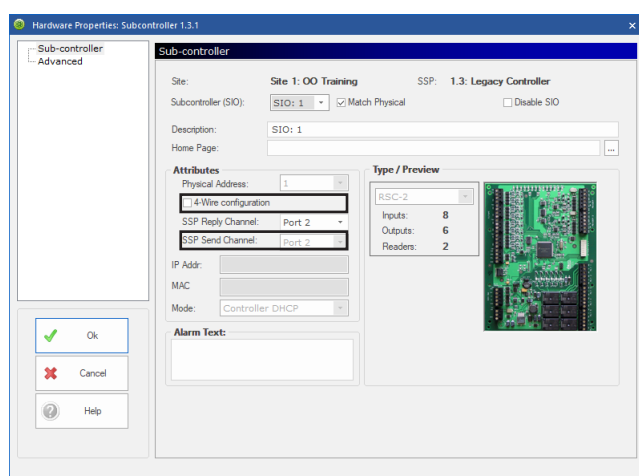 Hardware Properties: Subcontroller 1.3.1
Sub-controller
Advanced
Sub-controller
Site: Site 1: OO Training SSP: 1.3: Legacy Controller
Subcontroller (SIO): SIO: 1 Match Physical Disable SIO
Description: SIO: 1
Home Page: ...
Attributes
Physical Address: 1
4-Wire configuration
SSP Reply Channel: Port 2
SSP Send Channel: Port 2
IP Addr:
MAC
Mode: Controller DHCP
Alarm Text:
Type / Preview
RSC-2
Inputs: 8
Outputs: 6
Readers: 2
Ok
Cancel
Help